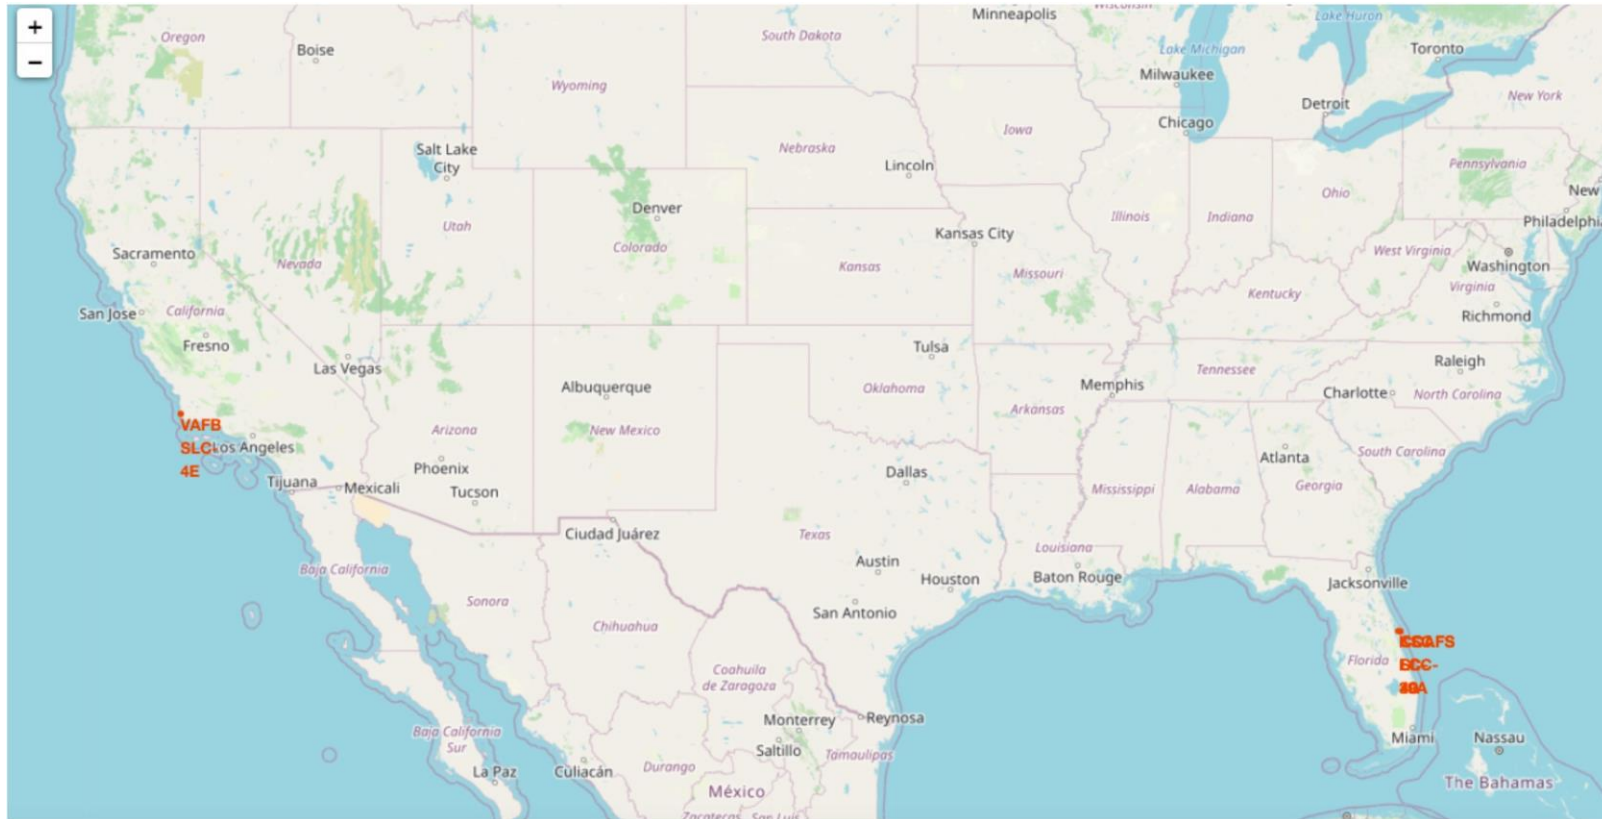 +
−
Oregon
Boise
Wyoming
South Dakota
Minneapolis
Wisconsin
Lake Michigan
Lake Huron
Toronto
Milwaukee
Detroit
New York
Chicago
Iowa
Nebraska
Lincoln
Salt Lake
City
Pennsylvania
New
Ohio
Denver
Utah
Colorado
Illinois
Indiana
Philadelphia
Kansas City
Sacramento
Nevada
Kansas
Missouri
West Virginia
Washington
Virginia
Kentucky
San Jose
California
Richmond
Fresno
Las Vegas
Tulsa
Raleigh
Albuquerque
Oklahoma
Memphis
Tennessee
Charlotte
North Carolina
Arkansas
VAFB
SLC-
4E
Los Angeles
Arizona
New Mexico
Phoenix
Dallas
Atlanta
South Carolina
Tijuana
Mexicali
Tucson
Mississippi
Alabama
Georgia
Ciudad Juárez
Texas
Louisiana
Austin
Houston
Baton Rouge
Jacksonville
Baja California
Sonora
San Antonio
Chihuahua
Florida
Coahuila
de Zaragoza
Monterrey
Reynosa
Saltillo
Tamaulipas
Baja California
Sur
La Paz
Culiacán
Durango
México
Zacatecas
San Luis
Miami
Nassau
The Bahamas